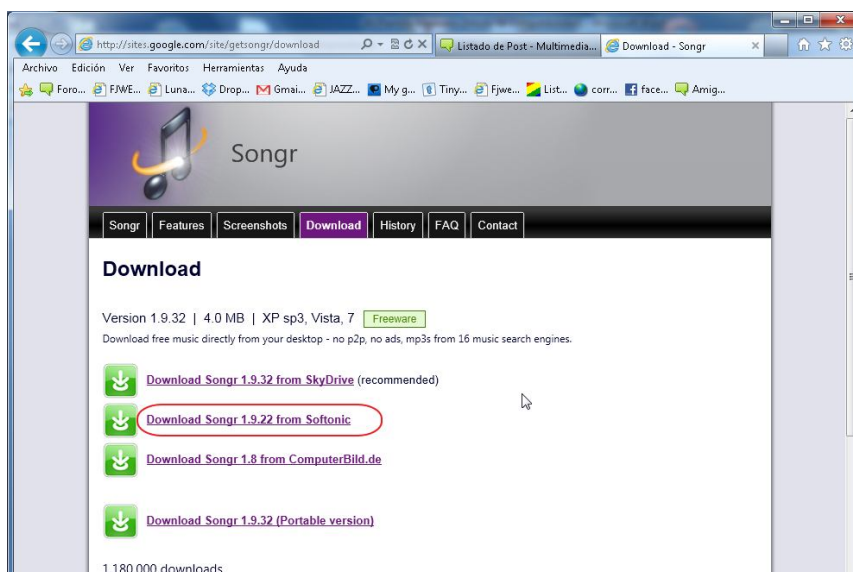 http://sites.google.com/site/getsongr/download
Listado de Post - Multimedia...
Download - Songr
Archivo Edición Ver Favoritos Herramientas Ayuda
Foro... FJWE... Luna... Drop... Gmai... JAZZ... My g... Tiny... Fjwe... List... corr... face... Amig...
Songr
Songr Features Screenshots Download History FAQ Contact
Download
Version 1.9.32 | 4.0 MB | XP sp3, Vista, 7 Freeware
Download free music directly from your desktop - no p2p, no ads, mp3s from 16 music search engines.
Download Songr 1.9.32 from SkyDrive (recommended)
Download Songr 1.9.22 from Softonic
Download Songr 1.8 from ComputerBild.de
Download Songr 1.9.32 (Portable version)
1.180.000 downloads